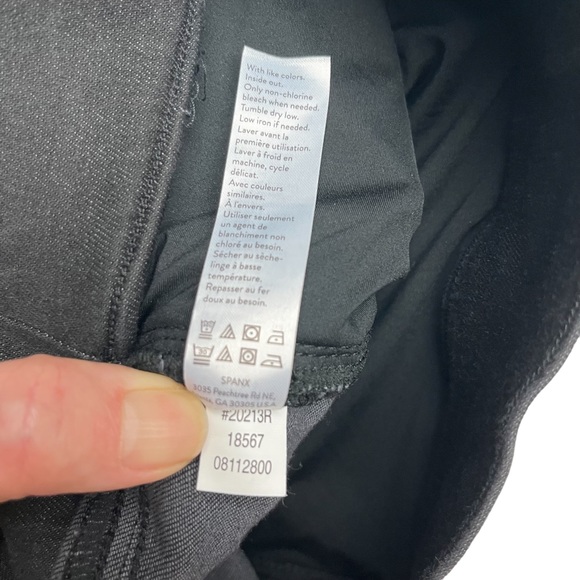 With like colors.
Inside out.
Only non-chlorine
bleach when needed.
Tumble dry low.
Low iron if needed.
Laver avant la
première utilisation.
Laver à froid en
machine, cycle
délicat.
Avec couleurs
similaires.
À l'envers.
Utiliser seulement
un agent de
blanchiment non
chloré au besoin.
Sécher au sèche-
linge à basse
température.
Repasser au fer
doux au besoin.
SPANX
3035 Peachtree Rd NE,
GA 30305 U.S.A.
#20213R
18567
08112800